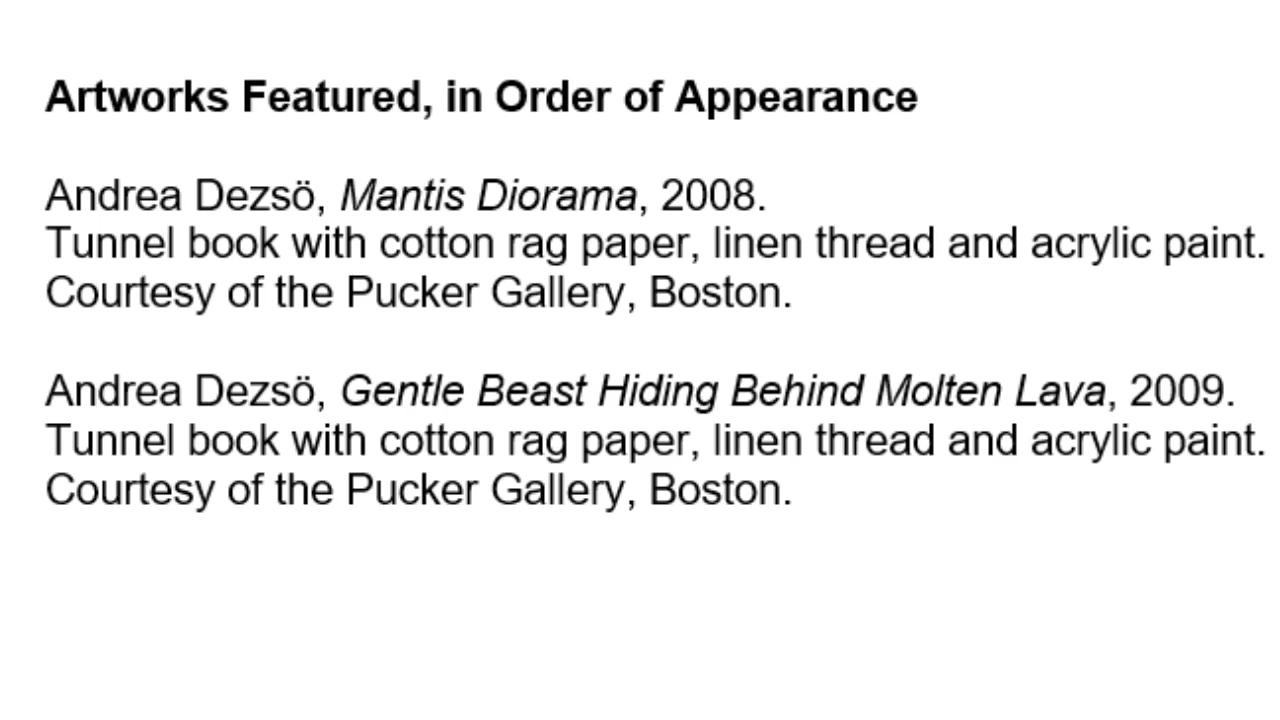 Artworks Featured, in Order of Appearance
Andrea Dezsö, Mantis Diorama, 2008.
Tunnel book with cotton rag paper, linen thread and acrylic paint.
Courtesy of the Pucker Gallery, Boston.
Andrea Dezsö, Gentle Beast Hiding Behind Molten Lava, 2009.
Tunnel book with cotton rag paper, linen thread and acrylic paint.
Courtesy of the Pucker Gallery, Boston.